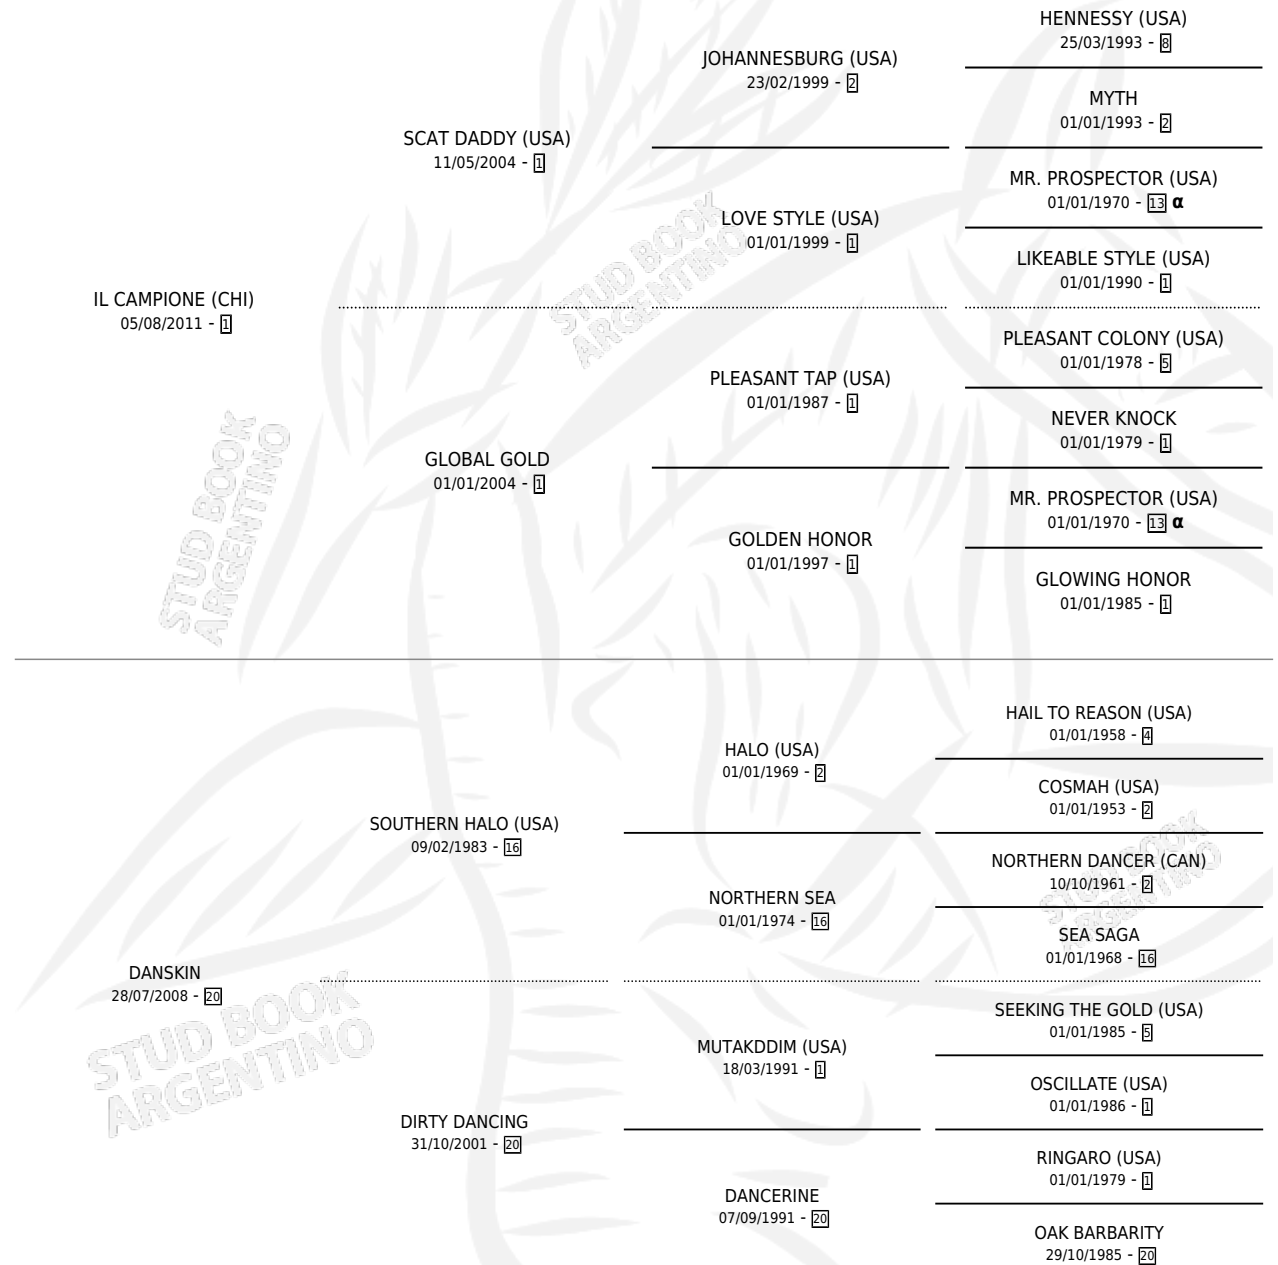 HENNESSY (USA)
25/03/1993 - 8
JOHANNESBURG (USA)
23/02/1999 - 2
MYTH
01/01/1993 - 2
SCAT DADDY (USA)
11/05/2004 - 1
MR. PROSPECTOR (USA)
01/01/1970 - 13 α
LOVE STYLE (USA)
01/01/1999 - 1
LIKEABLE STYLE (USA)
01/01/1990 - 1
IL CAMPIONE (CHI)
05/08/2011 - 1
PLEASANT COLONY (USA)
01/01/1978 - 5
PLEASANT TAP (USA)
01/01/1987 - 1
NEVER KNOCK
01/01/1979 - 1
GLOBAL GOLD
01/01/2004 - 1
MR. PROSPECTOR (USA)
01/01/1970 - 13 α
GOLDEN HONOR
01/01/1997 - 1
GLOWING HONOR
01/01/1985 - 1
HAIL TO REASON (USA)
01/01/1958 - 4
HALO (USA)
01/01/1969 - 2
COSMAH (USA)
01/01/1953 - 2
SOUTHERN HALO (USA)
09/02/1983 - 16
NORTHERN DANCER (CAN)
10/10/1961 - 2
NORTHERN SEA
01/01/1974 - 16
SEA SAGA
01/01/1968 - 16
DANSKIN
28/07/2008 - 20
SEEKING THE GOLD (USA)
01/01/1985 - 5
MUTAKDDIM (USA)
18/03/1991 - 1
OSCILLATE (USA)
01/01/1986 - 1
DIRTY DANCING
31/10/2001 - 20
RINGARO (USA)
01/01/1979 - 1
DANCERINE
07/09/1991 - 20
OAK BARBARITY
29/10/1985 - 20
STUD BOOK
ARGENTINO
STUD BOOK
ARGENTINO
STUD BOOK
ARGENTINO
STUD BOOK
ARGENTINO